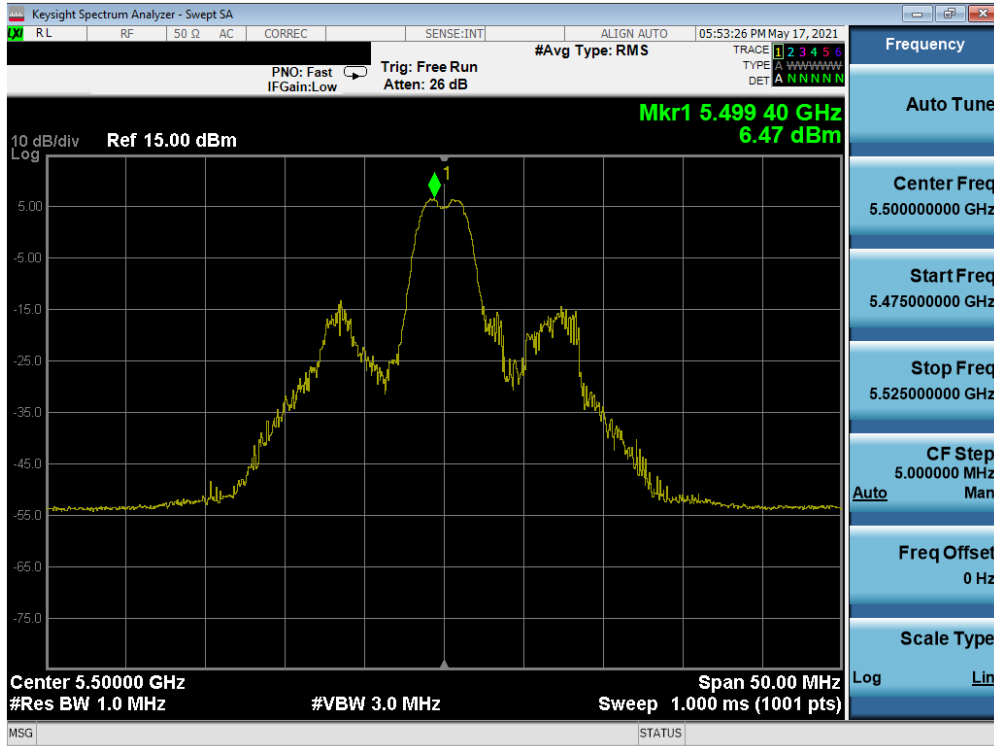 Keysight Spectrum Analyzer - Swept SA
LXI RL RF 50 Ω AC CORREC SENSE:INT ALIGN AUTO 05:53:26 PM May 17, 2021
PNO: Fast
IFGain:Low
Trig: Free Run
Atten: 26 dB
#Avg Type: RMS
TRACE 1 2 3 4 5 6
TYPE A WWWWW
DET A N N N N N
Mkr1 5.499 40 GHz
6.47 dBm
10 dB/div
Log
Ref 15.00 dBm
1
5.00
-5.00
-15.0
-25.0
-35.0
-45.0
-55.0
-65.0
-75.0
Center 5.50000 GHz
#Res BW 1.0 MHz
#VBW 3.0 MHz
Span 50.00 MHz
Sweep 1.000 ms (1001 pts)
MSG
STATUS
Frequency
Auto Tune
Center Freq
5.500000000 GHz
Start Freq
5.475000000 GHz
Stop Freq
5.525000000 GHz
CF Step
5.000000 MHz
Auto Man
Freq Offset
0 Hz
Scale Type
Log Lin